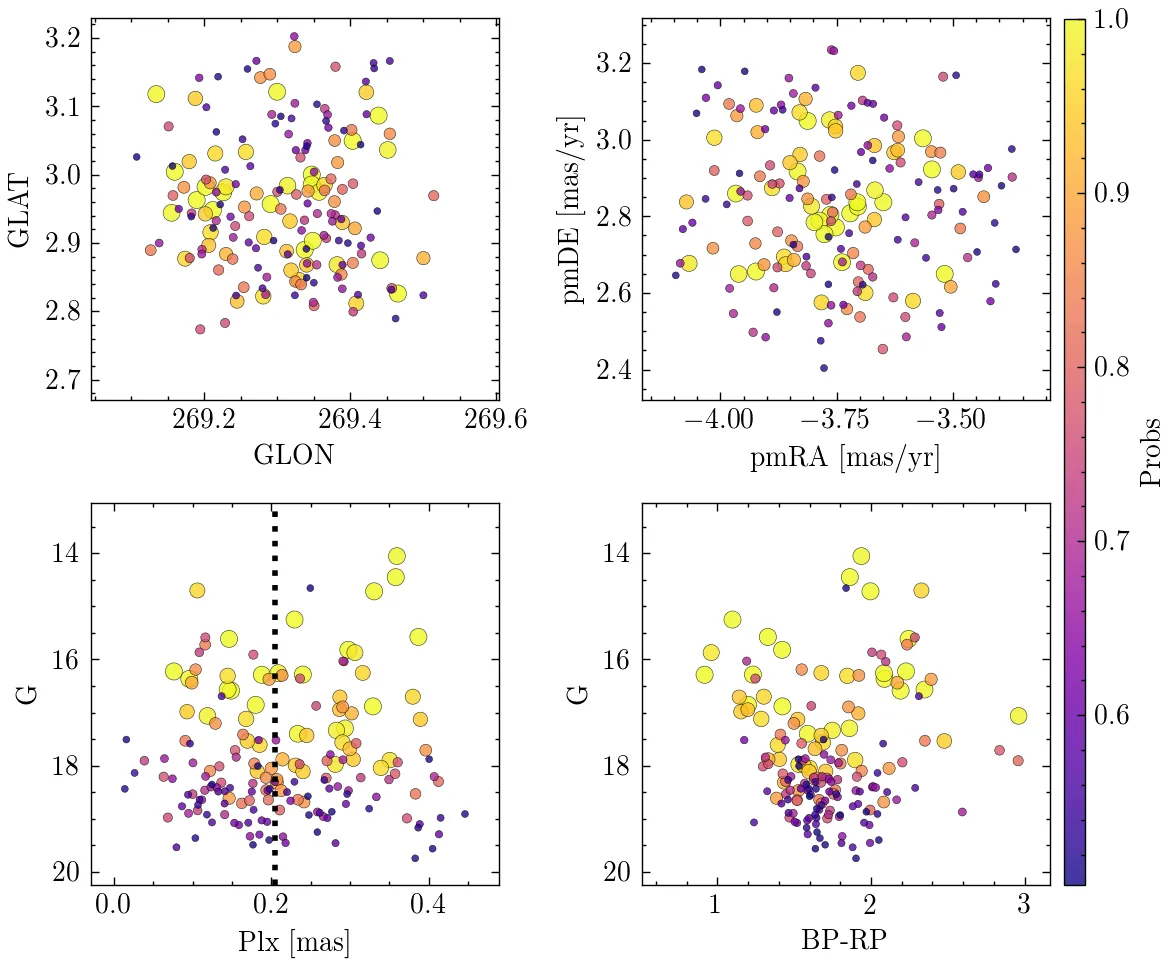 3.2
3.1
3.0
2.9
2.8
2.7
GLAT
269.2 269.4 269.6
GLON
3.2
3.0
2.8
2.6
2.4
pmDE [mas/yr]
−4.00 −3.75 −3.50
pmRA [mas/yr]
1.0
0.9
0.8
0.7
0.6
Probs
14
16
18
20
G
0.0 0.2 0.4
Plx [mas]
14
16
18
20
G
1 2 3
BP-RP